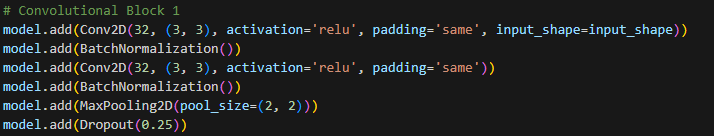 # Convolutional Block 1
model.add(Conv2D(32, (3, 3), activation='relu', padding='same', input_shape=input_shape))
model.add(BatchNormalization())
model.add(Conv2D(32, (3, 3), activation='relu', padding='same'))
model.add(BatchNormalization())
model.add(MaxPooling2D(pool_size=(2, 2)))
model.add(Dropout(0.25))